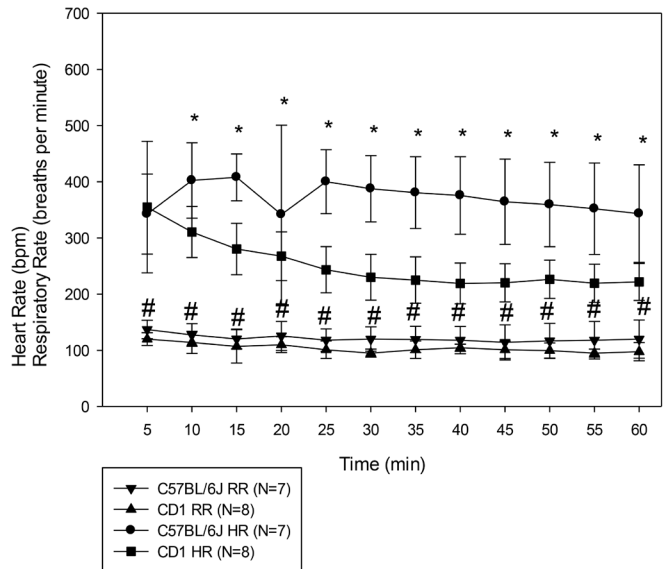 700
600
500
400
300
200
100
0
Heart Rate (bpm)
Respiratory Rate (breaths per minute)
* * * * * * * * * * *
# # # # # # # # # # # #
5 10 15 20 25 30 35 40 45 50 55 60
Time (min)
C57BL/6J RR (N=7)
CD1 RR (N=8)
C57BL/6J HR (N=7)
CD1 HR (N=8)